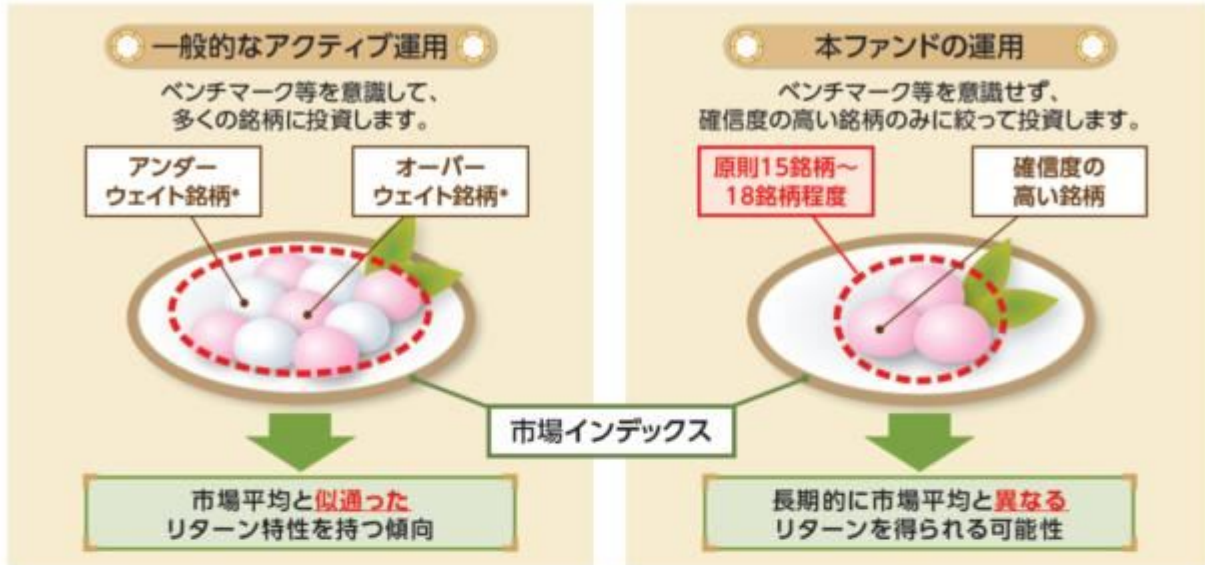 一般的なアクティブ運用
ベンチマーク等を意識して、
多くの銘柄に投資します。
アンダー
ウェイト銘柄*
オーバー
ウェイト銘柄*
市場平均と似通った
リターン特性を持つ傾向
本ファンドの運用
ベンチマーク等を意識せず、
確信度の高い銘柄のみに絞って投資します。
原則15銘柄～
18銘柄程度
確信度の
高い銘柄
市場インデックス
長期的に市場平均と異なる
リターンを得られる可能性